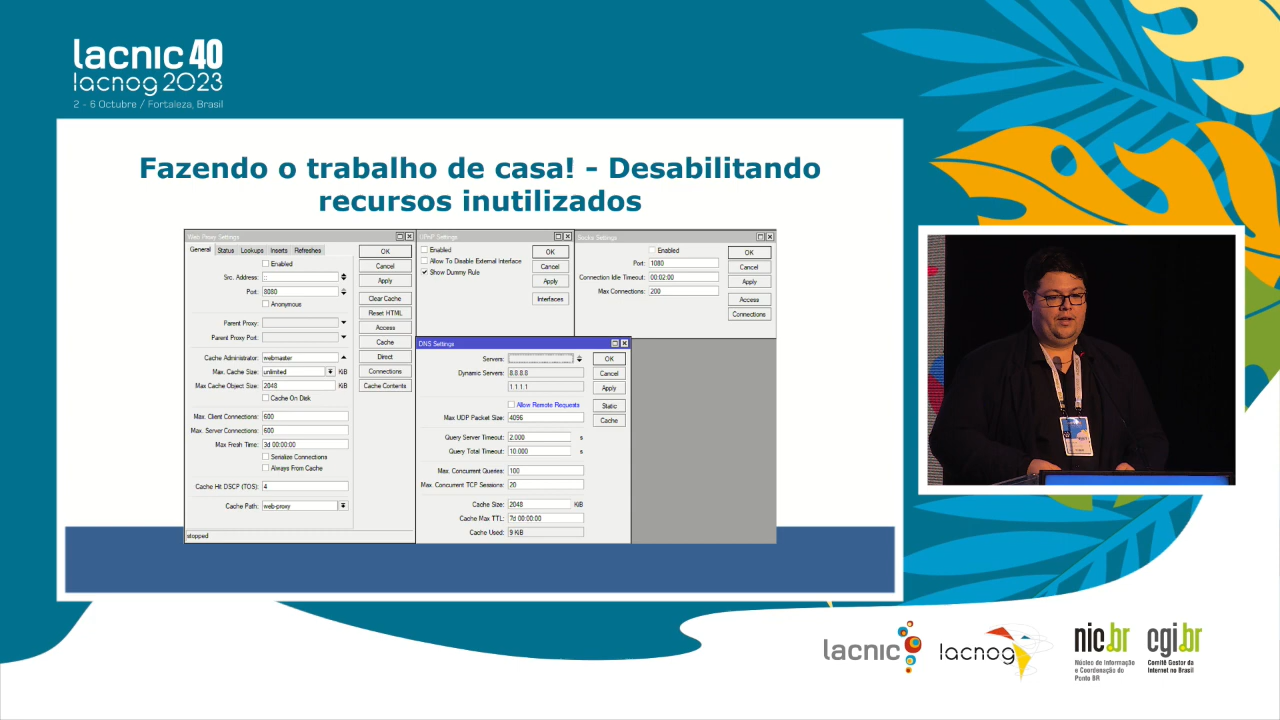 lacnic 40
lacnog 2023
2 - 6 Octubre / Fortaleza, Brasil
Fazendo o trabalho de casa! - Desabilitando
recursos inutilizados
Web Proxy Settings
General Status Lookups Inserts Refreshes
Enabled
Src. Address: ::
Port: 8080
Anonymous
Parent Proxy:
Parent Proxy Port:
Cache Administrator: webmaster
Max. Cache Size: unlimited KiB
Max Cache Object Size: 2048 KiB
Cache On Disk
Max. Client Connections: 600
Max. Server Connections: 600
Max Fresh Time: 3d 00:00:00
Serialize Connections
Always From Cache
Cache Hit DSCP (TOS): 4
Cache Path: web-proxy
stopped
OK
Cancel
Apply
Clear Cache
Reset HTML
Access
Cache
Direct
Connections
Cache Contents
UPnP Settings
Enabled
Allow To Disable External Interface
Show Dummy Rule
OK
Cancel
Apply
Interfaces
Socks Settings
Enabled
Port: 1080
Connection Idle Timeout: 00:02:00
Max Connections: 200
OK
Cancel
Apply
Access
Connections
DNS Settings
Servers:
Dynamic Servers: 8.8.8.8
1.1.1.1
Allow Remote Requests
Max UDP Packet Size: 4096
Query Server Timeout: 2.000 s
Query Total Timeout: 10.000 s
Max. Concurrent Queries: 100
Max. Concurrent TCP Sessions: 20
Cache Size: 2048 KiB
Cache Max TTL: 7d 00:00:00
Cache Used: 9 KiB
OK
Cancel
Apply
Static
Cache
lacnic
lacnog
nic.br
Núcleo de Informação
e Coordenação do
Ponto BR
cgi.br
Comitê Gestor da
Internet no Brasil